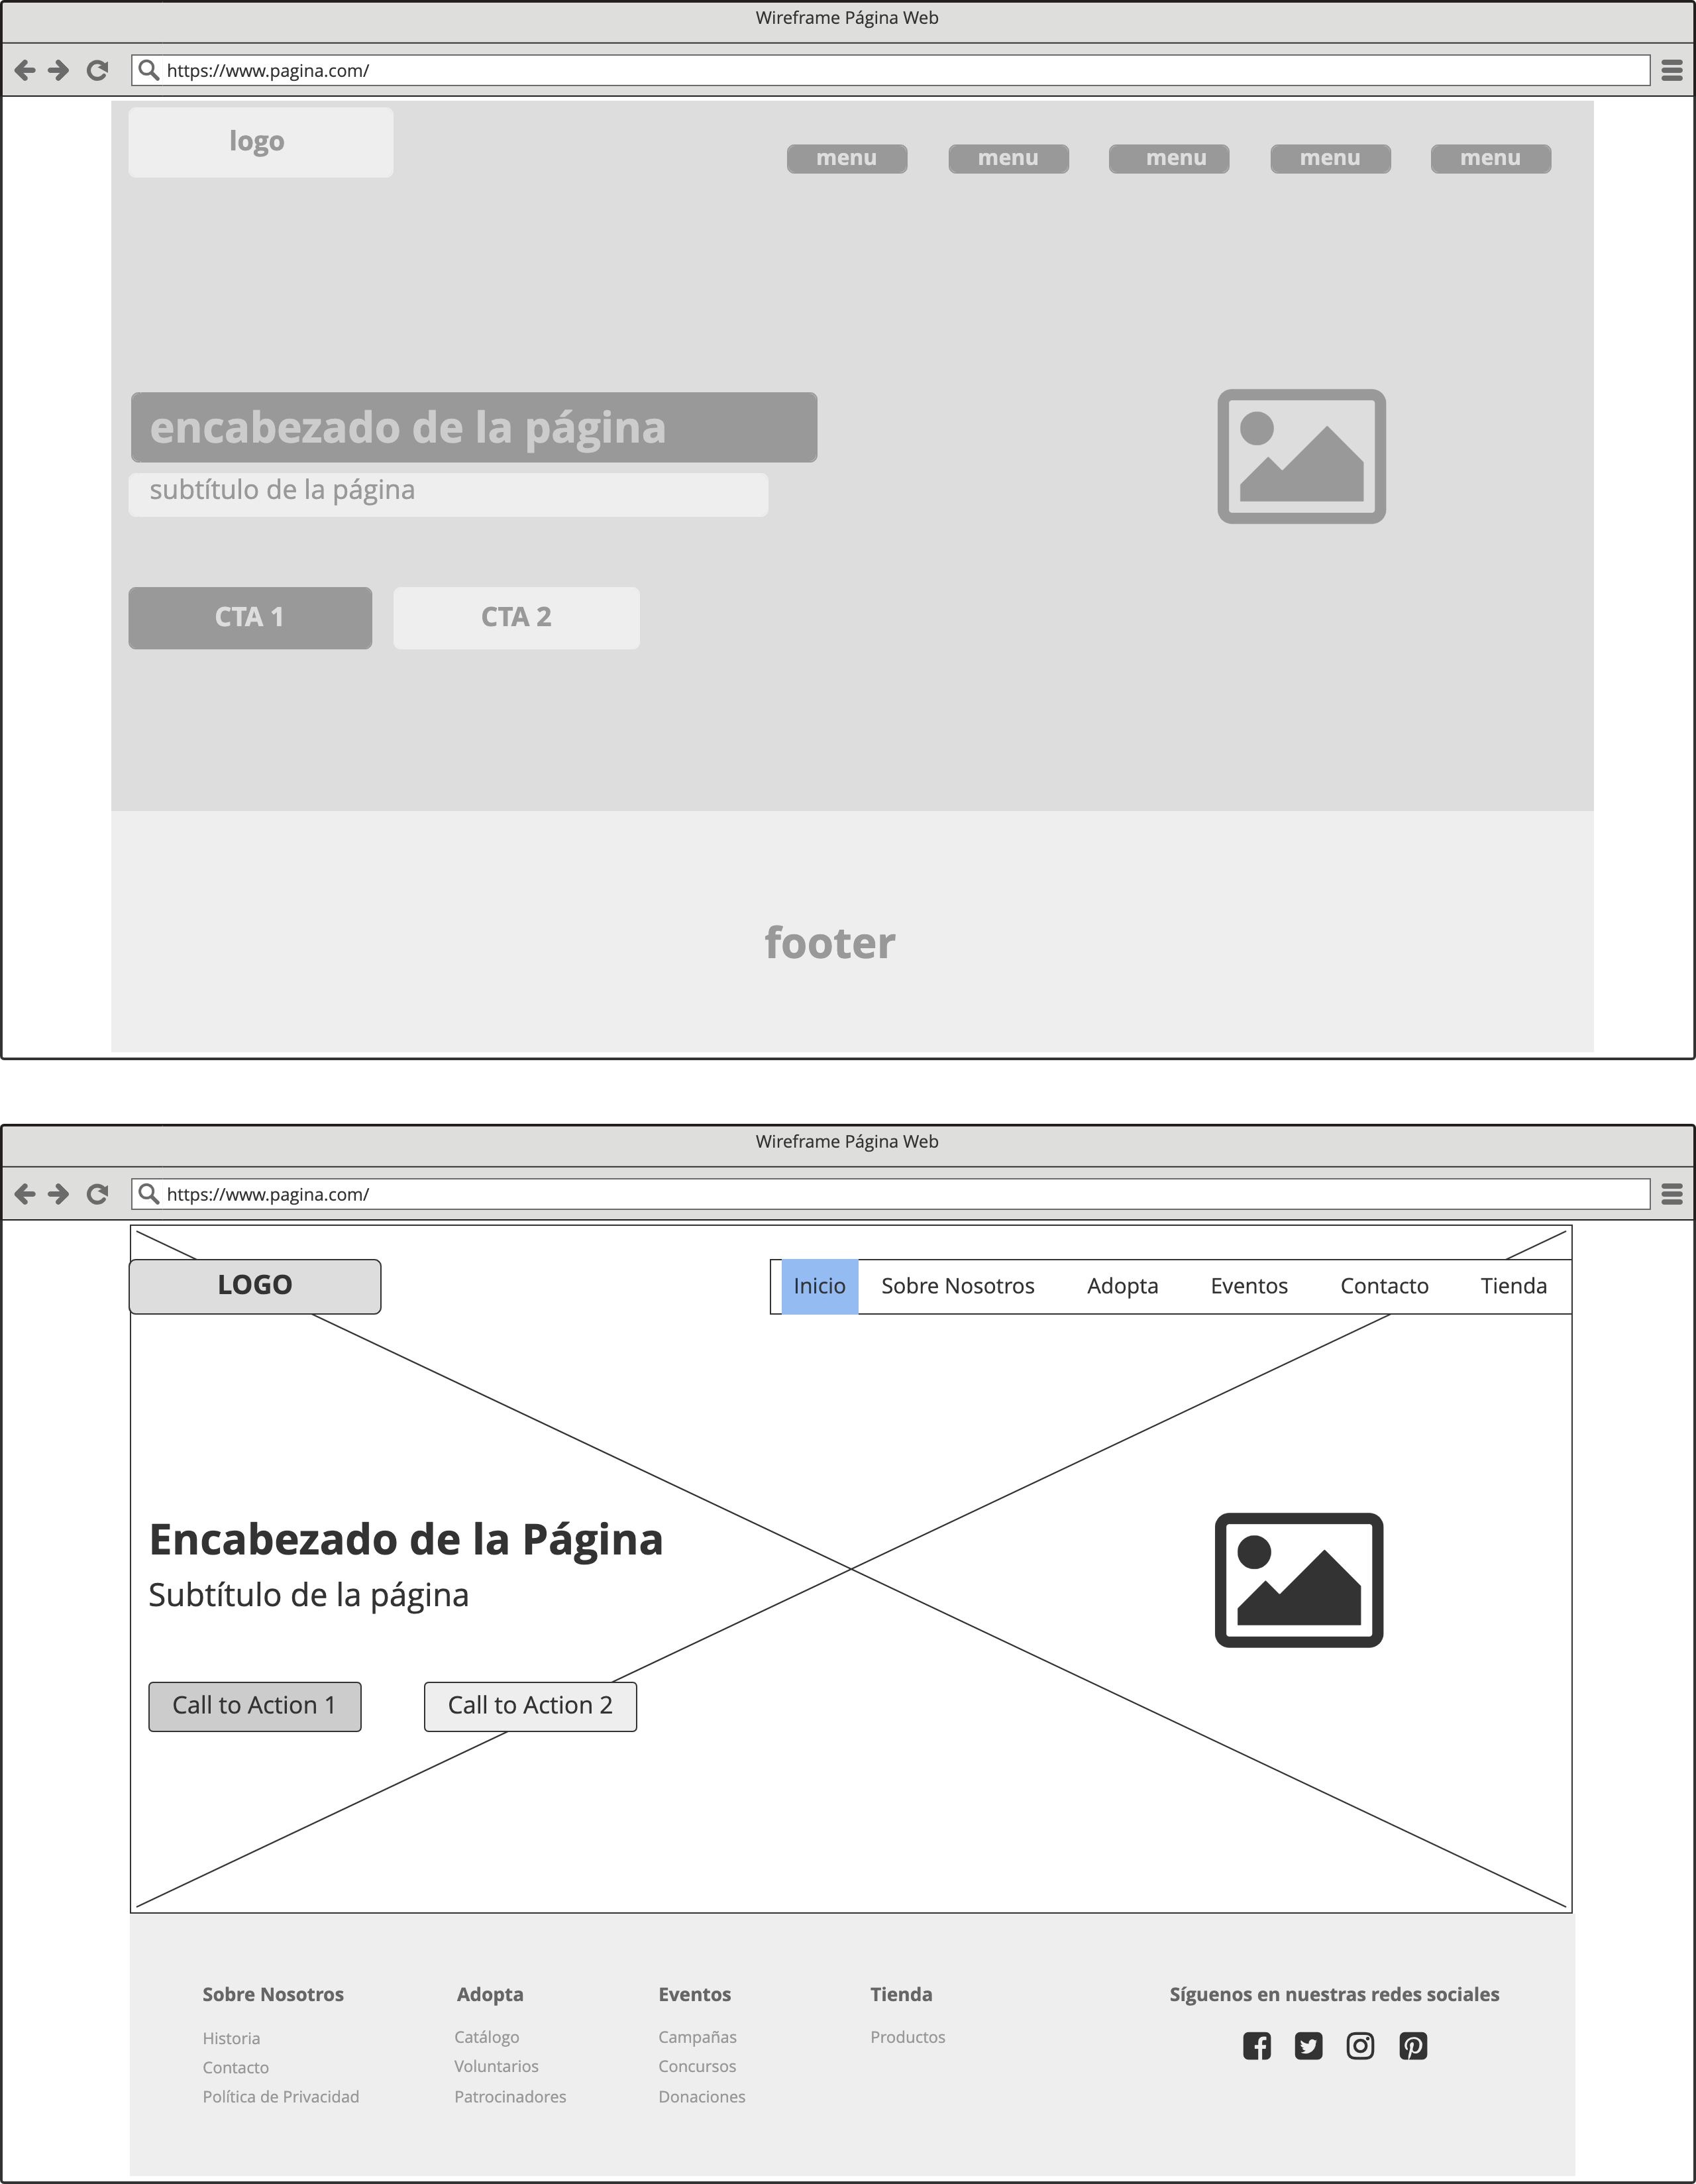 Wireframe Página Web
https://www.pagina.com/
logo
menu menu menu menu menu
encabezado de la página
subtítulo de la página
CTA 1 CTA 2
footer
Wireframe Página Web
https://www.pagina.com/
LOGO
Inicio Sobre Nosotros Adopta Eventos Contacto Tienda
Encabezado de la Página
Subtítulo de la página
Call to Action 1 Call to Action 2
Sobre Nosotros
Historia
Contacto
Política de Privacidad
Adopta
Catálogo
Voluntarios
Patrocinadores
Eventos
Campañas
Concursos
Donaciones
Tienda
Productos
Síguenos en nuestras redes sociales